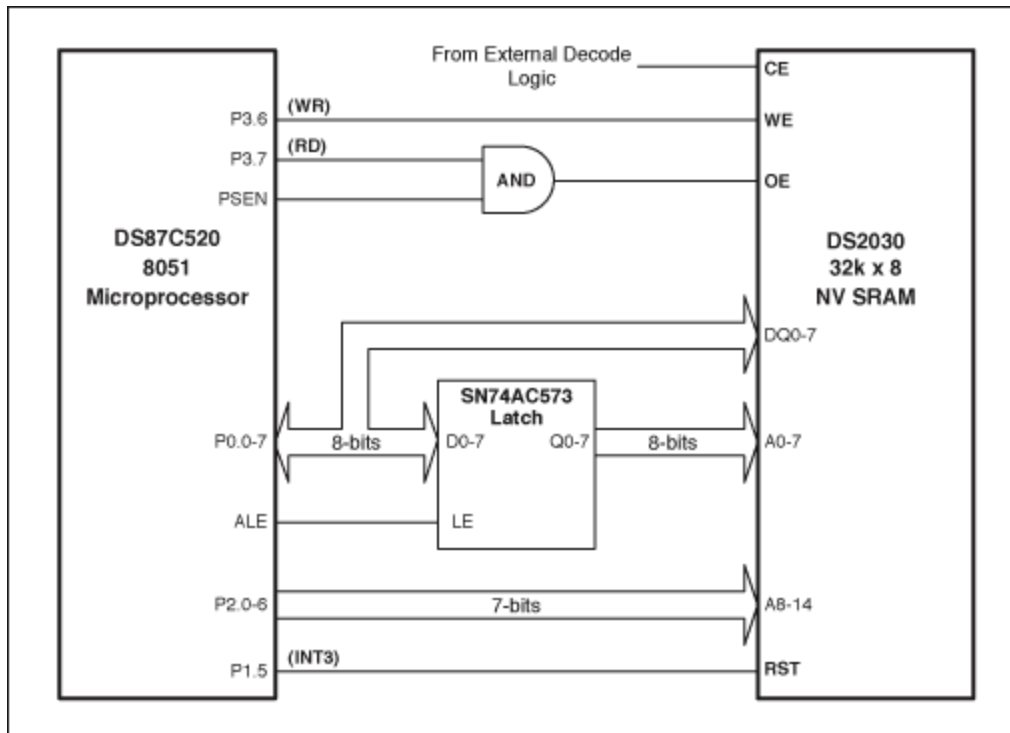 From External Decode
Logic
CE
P3.6
(WR)
WE
P3.7
(RD)
AND
OE
PSEN
DS87C520
8051
Microprocessor
DS2030
32k x 8
NV SRAM
DQ0-7
SN74AC573
Latch
P0.0-7
8-bits
D0-7
Q0-7
8-bits
A0-7
ALE
LE
P2.0-6
7-bits
A8-14
P1.5
(INT3)
RST